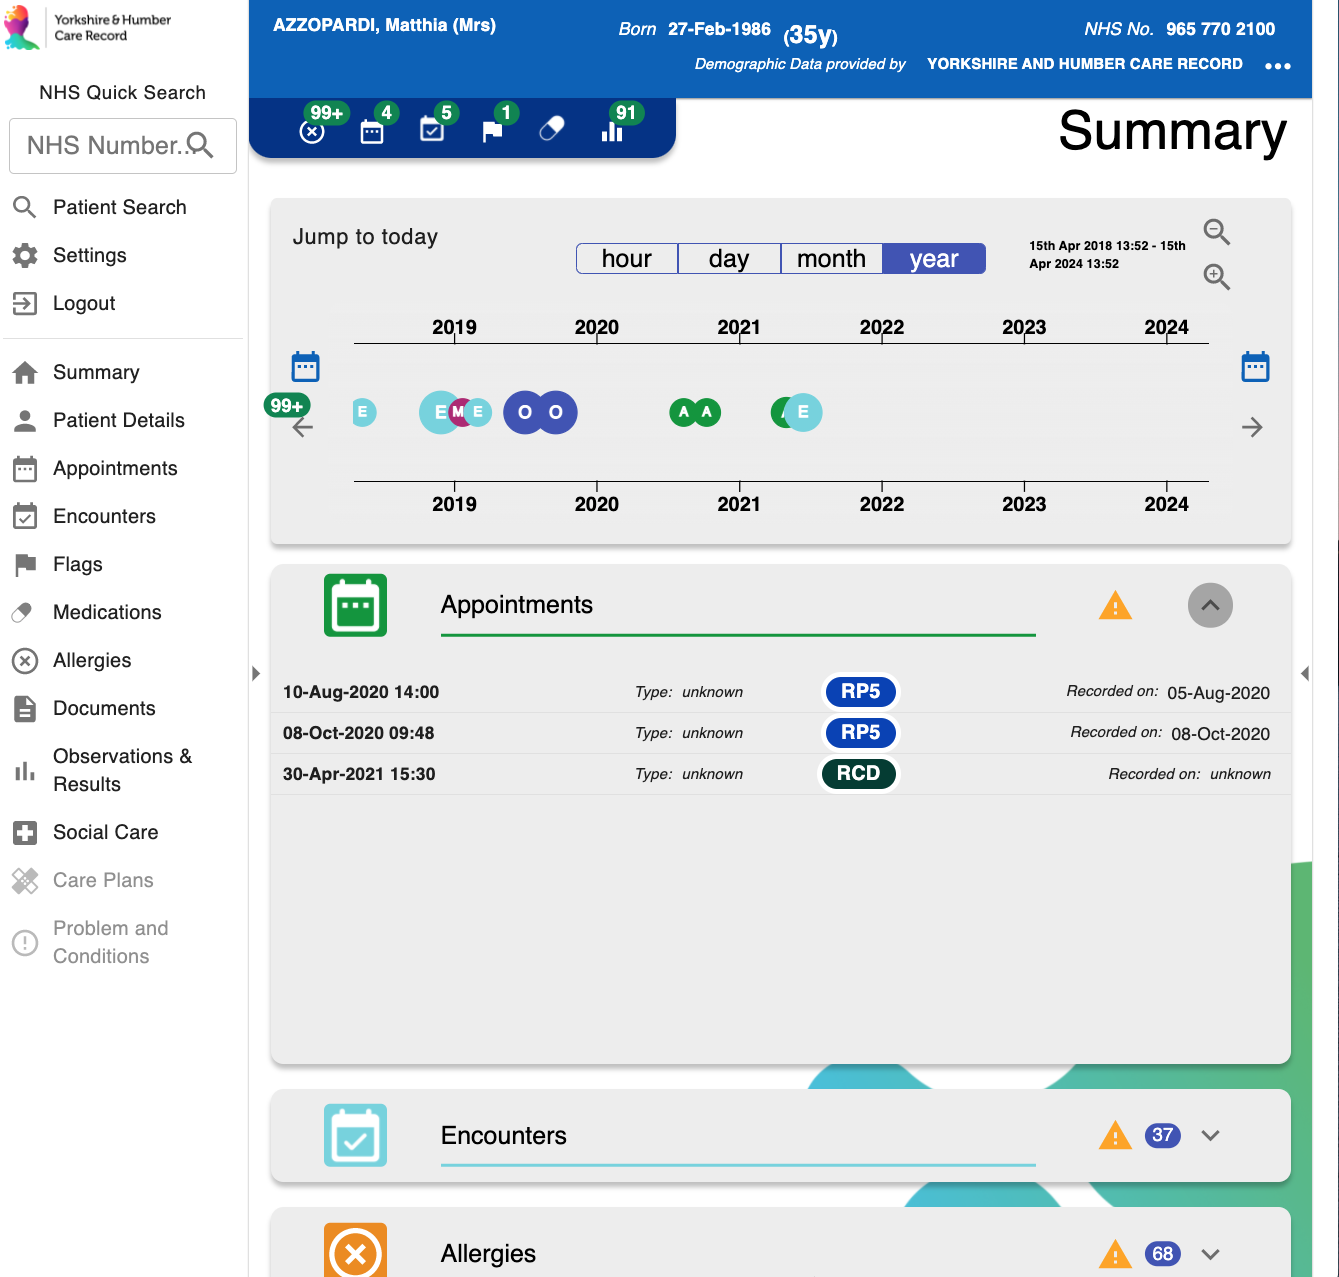 Yorkshire & Humber
Care Record
NHS Quick Search
NHS Number...
Patient Search
Settings
Logout
Summary
Patient Details
Appointments
Encounters
Flags
Medications
Allergies
Documents
Observations &
Results
Social Care
Care Plans
Problem and
Conditions
AZZOPARDI, Matthia (Mrs)
Born 27-Feb-1986 (35y)
NHS No. 965 770 2100
Demographic Data provided by YORKSHIRE AND HUMBER CARE RECORD
99+ 4 5 1 91
Summary
Jump to today
hour day month year
15th Apr 2018 13:52 - 15th
Apr 2024 13:52
2019 2020 2021 2022 2023 2024
99+
E E M E O O A A A E
2019 2020 2021 2022 2023 2024
Appointments
10-Aug-2020 14:00 Type: unknown RP5 Recorded on: 05-Aug-2020
08-Oct-2020 09:48 Type: unknown RP5 Recorded on: 08-Oct-2020
30-Apr-2021 15:30 Type: unknown RCD Recorded on: unknown
Encounters 37
Allergies 68